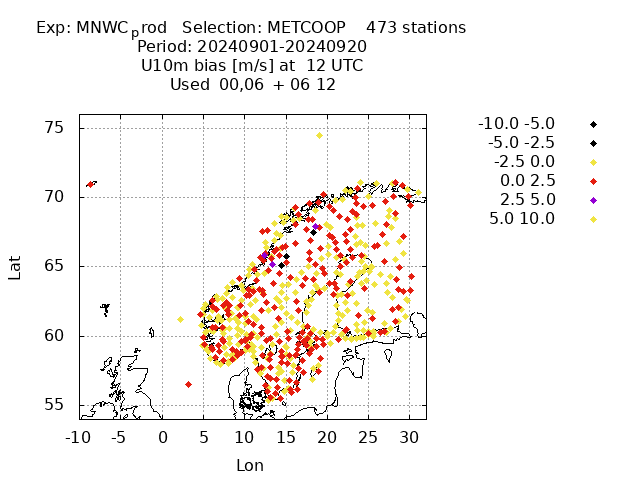 Exp: MNWC_prod   Selection: METCOOP    473 stations
Period: 20240901-20240920
U10m bias [m/s] at  12 UTC
Used  00,06  + 06 12
-10.0 -5.0
-5.0 -2.5
-2.5 0.0
0.0 2.5
2.5 5.0
5.0 10.0
75
70
65
60
55
Lat
-10 -5 0 5 10 15 20 25 30
Lon